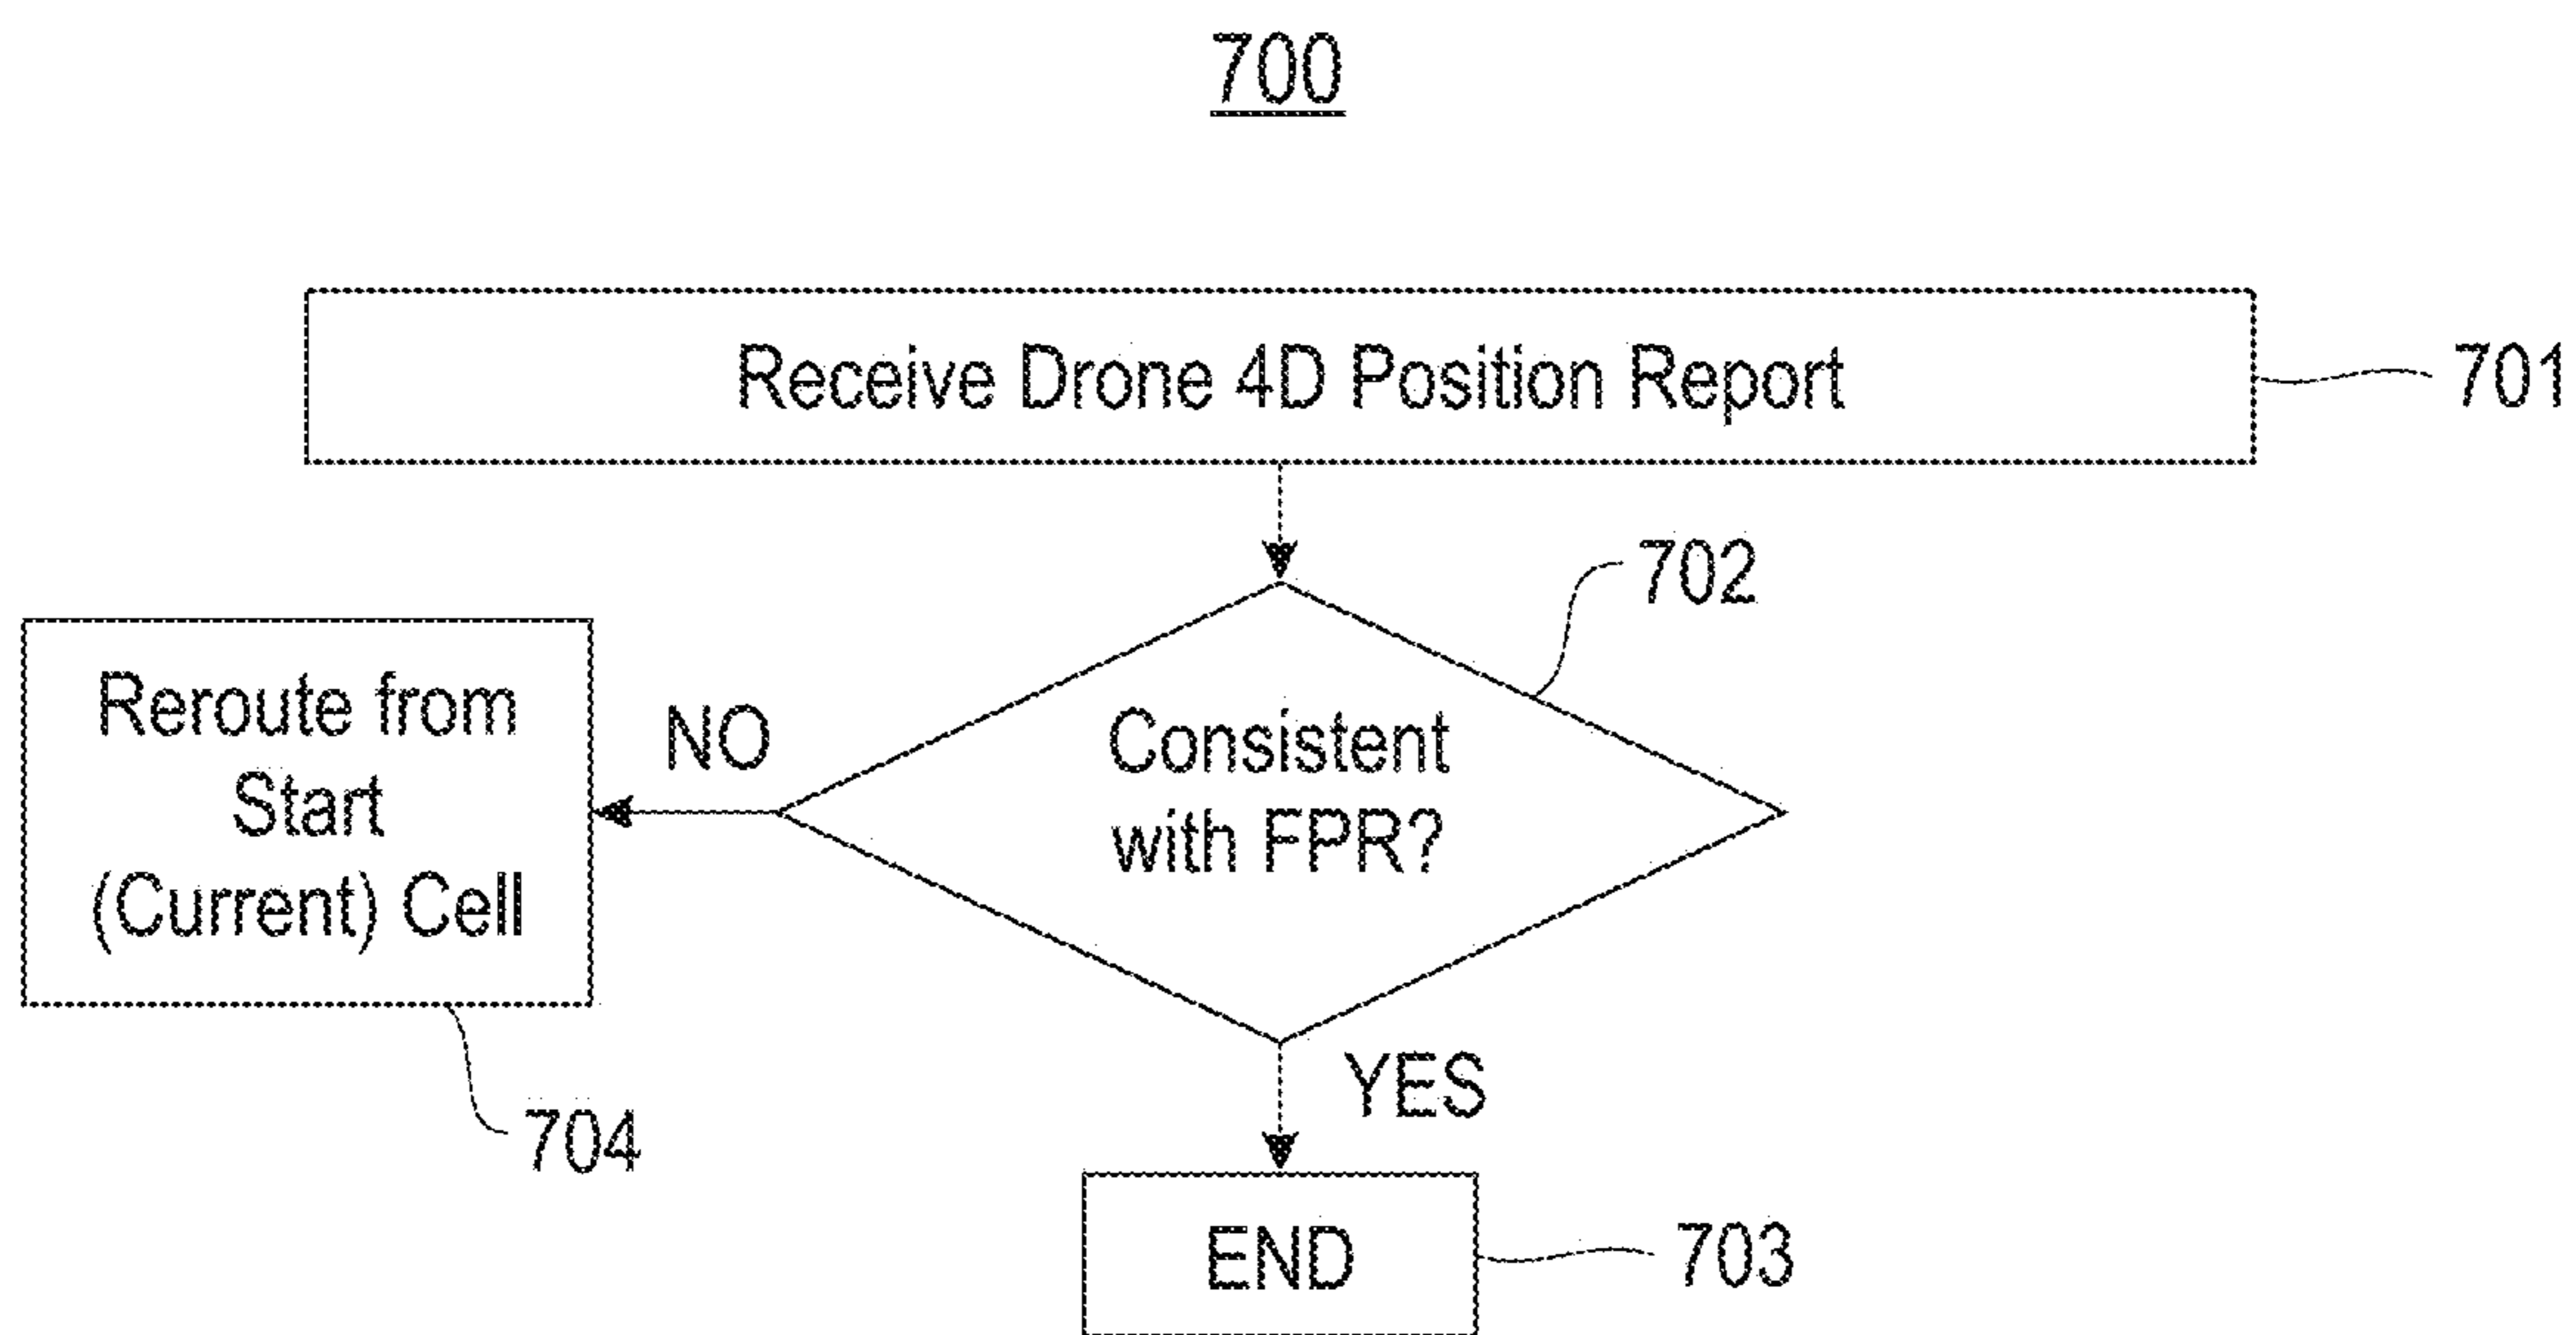 700
Receive Drone 4D Position Report
701
702
Consistent
with FPR?
NO
Reroute from
Start
(Current) Cell
704
YES
END
703